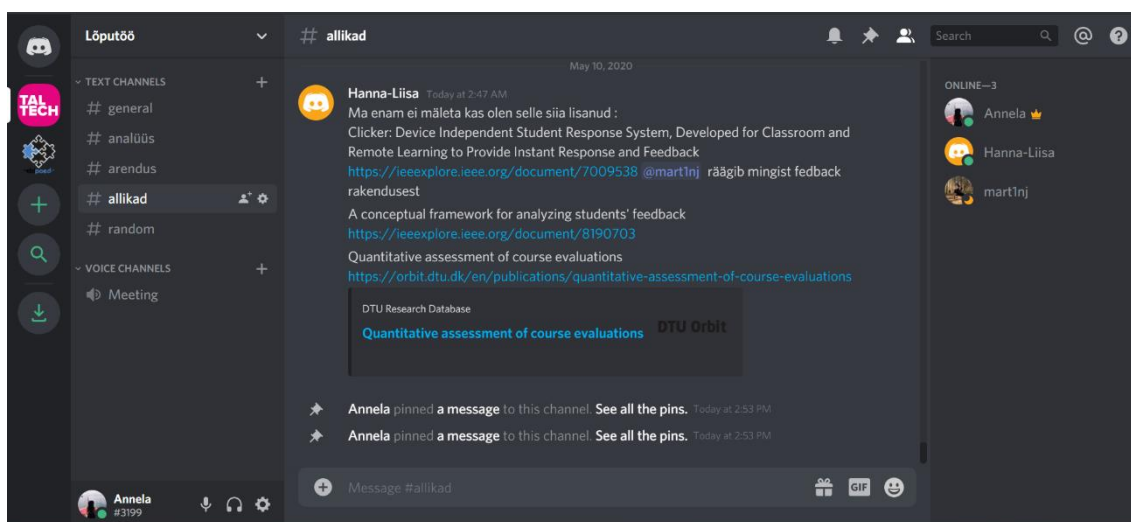 Lõputöö
# allikad
Search
TEXT CHANNELS
# general
# analüüs
# arendus
# allikad
# random
VOICE CHANNELS
Meeting
TAL
TECH
May 10, 2020
Hanna-Liisa Today at 2:47 AM
Ma enam ei mäleta kas olen selle siia lisanud :
Clicker: Device Independent Student Response System, Developed for Classroom and
Remote Learning to Provide Instant Response and Feedback
https://ieeexplore.ieee.org/document/7009538 @mart1nj räägib mingist fedback
rakendusest
A conceptual framework for analyzing students' feedback
https://ieeexplore.ieee.org/document/8190703
Quantitative assessment of course evaluations
https://orbit.dtu.dk/en/publications/quantitative-assessment-of-course-evaluations
DTU Research Database
Quantitative assessment of course evaluations
DTU Orbit
Annela pinned a message to this channel. See all the pins. Today at 2:53 PM
Annela pinned a message to this channel. See all the pins. Today at 2:53 PM
Message #allikad
GIF
ONLINE—3
Annela
Hanna-Liisa
mart1nj
Annela
#3199